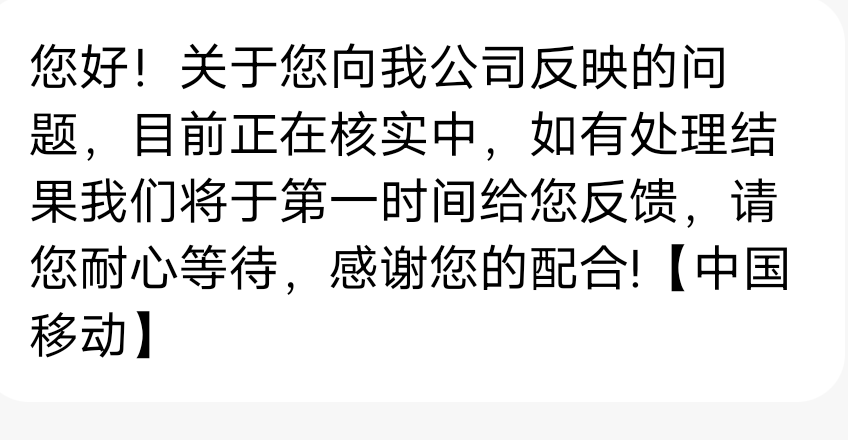 您好！关于您向我公司反映的问
题，目前正在核实中，如有处理结
果我们将于第一时间给您反馈，请
您耐心等待，感谢您的配合!【中国
移动】